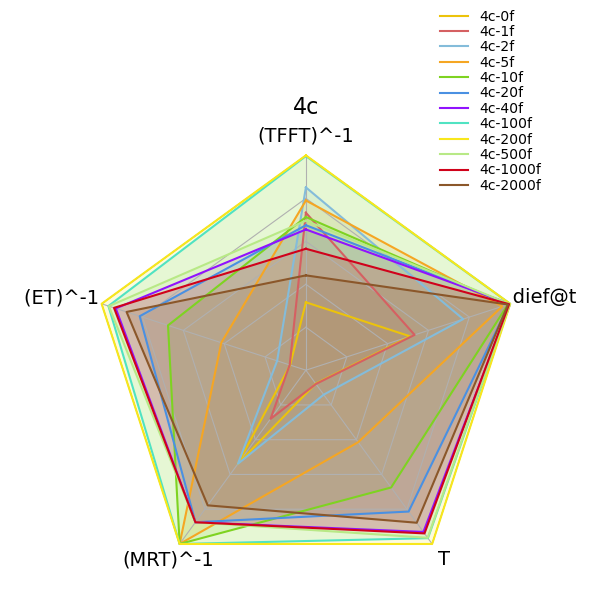 4c-0f
4c-1f
4c-2f
4c-5f
4c-10f
4c-20f
4c-40f
4c-100f
4c-200f
4c-500f
4c-1000f
4c-2000f
4c
(TFFT)^-1
(ET)^-1
dief@t
(MRT)^-1
T